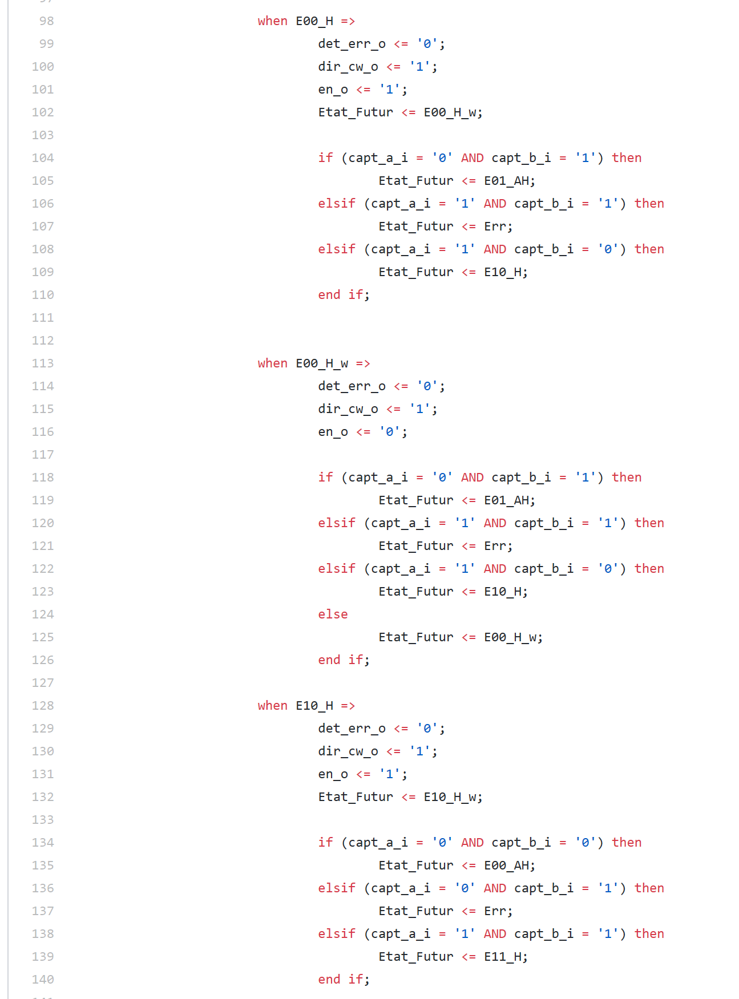 98 when E00_H =>
99 det_err_o <= '0';
100 dir_cw_o <= '1';
101 en_o <= '1';
102 Etat_Futur <= E00_H_w;
103
104 if (capt_a_i = '0' AND capt_b_i = '1') then
105 Etat_Futur <= E01_AH;
106 elsif (capt_a_i = '1' AND capt_b_i = '1') then
107 Etat_Futur <= Err;
108 elsif (capt_a_i = '1' AND capt_b_i = '0') then
109 Etat_Futur <= E10_H;
110 end if;
111
112
113 when E00_H_w =>
114 det_err_o <= '0';
115 dir_cw_o <= '1';
116 en_o <= '0';
117
118 if (capt_a_i = '0' AND capt_b_i = '1') then
119 Etat_Futur <= E01_AH;
120 elsif (capt_a_i = '1' AND capt_b_i = '1') then
121 Etat_Futur <= Err;
122 elsif (capt_a_i = '1' AND capt_b_i = '0') then
123 Etat_Futur <= E10_H;
124 else
125 Etat_Futur <= E00_H_w;
126 end if;
127
128 when E10_H =>
129 det_err_o <= '0';
130 dir_cw_o <= '1';
131 en_o <= '1';
132 Etat_Futur <= E10_H_w;
133
134 if (capt_a_i = '0' AND capt_b_i = '0') then
135 Etat_Futur <= E00_AH;
136 elsif (capt_a_i = '0' AND capt_b_i = '1') then
137 Etat_Futur <= Err;
138 elsif (capt_a_i = '1' AND capt_b_i = '1') then
139 Etat_Futur <= E11_H;
140 end if;